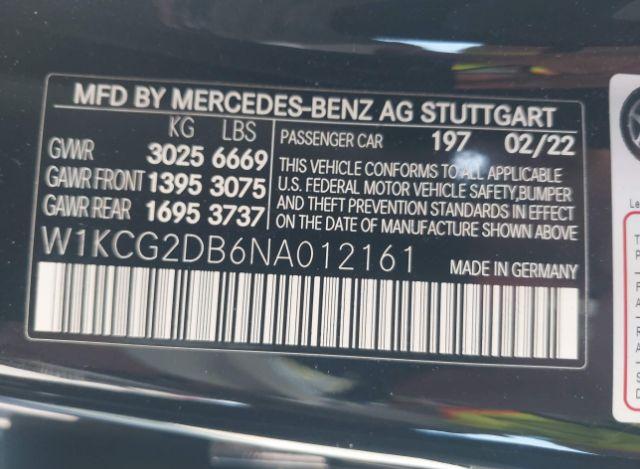 MFD BY MERCEDES-BENZ AG STUTTGART
KG LBS
GVWR 3025 6669
GAWR FRONT 1395 3075
GAWR REAR 1695 3737
PASSENGER CAR 197 02/22
THIS VEHICLE CONFORMS TO ALL APPLICABLE
U.S. FEDERAL MOTOR VEHICLE SAFETY,BUMPER
AND THEFT PREVENTION STANDARDS IN EFFECT
ON THE DATE OF MANUFACTURE SHOWN ABOVE
W1KCG2DB6NA012161
MADE IN GERMANY